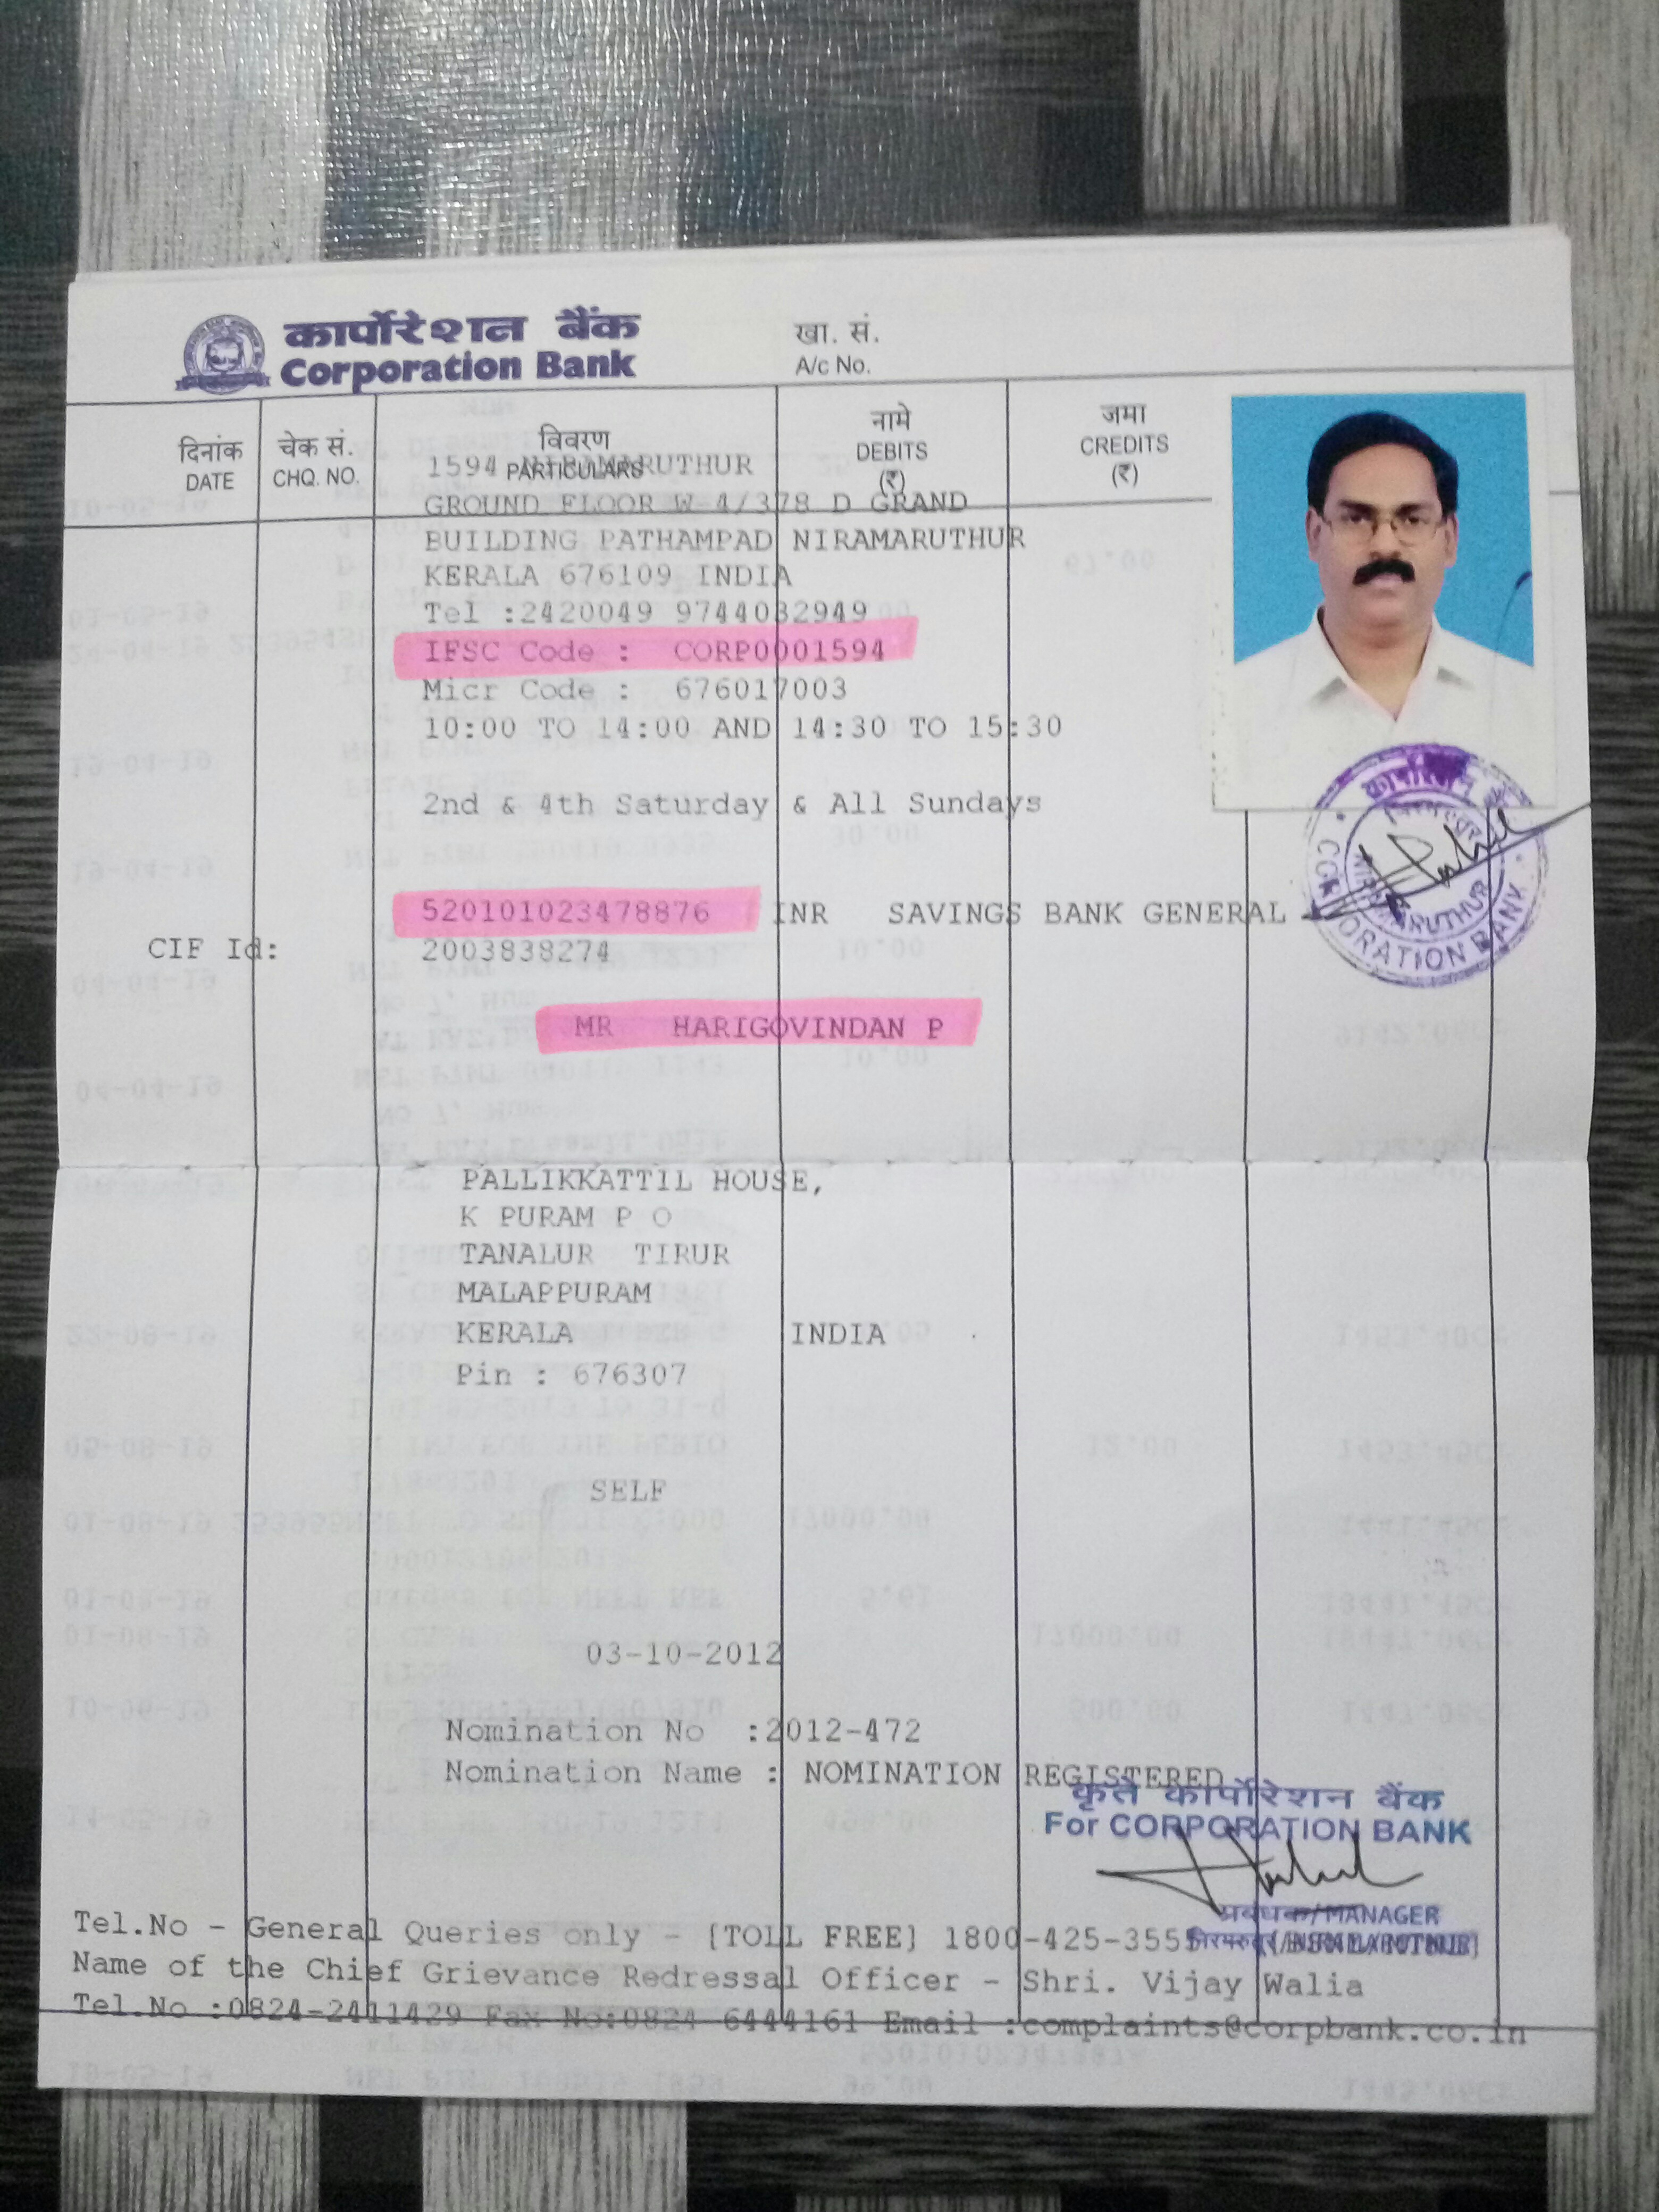 कार्पोरेशन बैंक
Corporation Bank
खा. सं.
A/c No.
दिनांक
DATE
चेक सं.
CHQ. NO.
विवरण
PARTICULARS
नामे
DEBITS
(₹)
जमा
CREDITS
(₹)
1594 NIRAMARUTHUR
GROUND FLOOR W-4/378 D GRAND
BUILDING PATHAMPAD NIRAMARUTHUR
KERALA 676109 INDIA
Tel :2420049 9744032949
IFSC Code : CORP0001594
Micr Code : 676017003
10:00 TO 14:00 AND 14:30 TO 15:30
2nd & 4th Saturday & All Sundays
520101023478876 INR SAVINGS BANK GENERAL
CIF Id: 2003838274
MR HARIGOVINDAN P
CORPORATION BANK
NIRAMARUTHUR
PALLIKKATTIL HOUSE,
K PURAM P O
TANALUR TIRUR
MALAPPURAM
KERALA INDIA
Pin : 676307
SELF
03-10-2012
Nomination No :2012-472
Nomination Name : NOMINATION REGISTERED
कृते कार्पोरेशन बैंक
For CORPORATION BANK
प्रबंधक/MANAGER
Tel.No - General Queries only - [TOLL FREE] 1800-425-3555
Name of the Chief Grievance Redressal Officer - Shri. Vijay Walia
Tel.No :0824-2411429 Fax No:0824 6444161 Email :complaints@corpbank.co.in